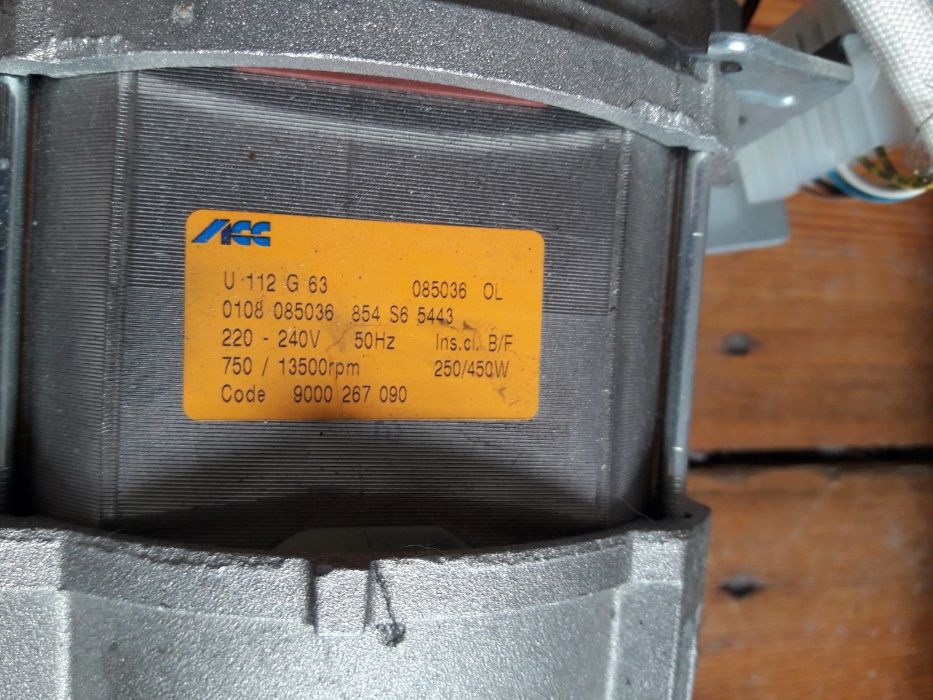 ACC
U 112 G 63 085036 OL
0108 085036 854 S6 5443
220 - 240V 50Hz Ins.cl. B/F
750 / 13500rpm 250/450W
Code 9000 267 090